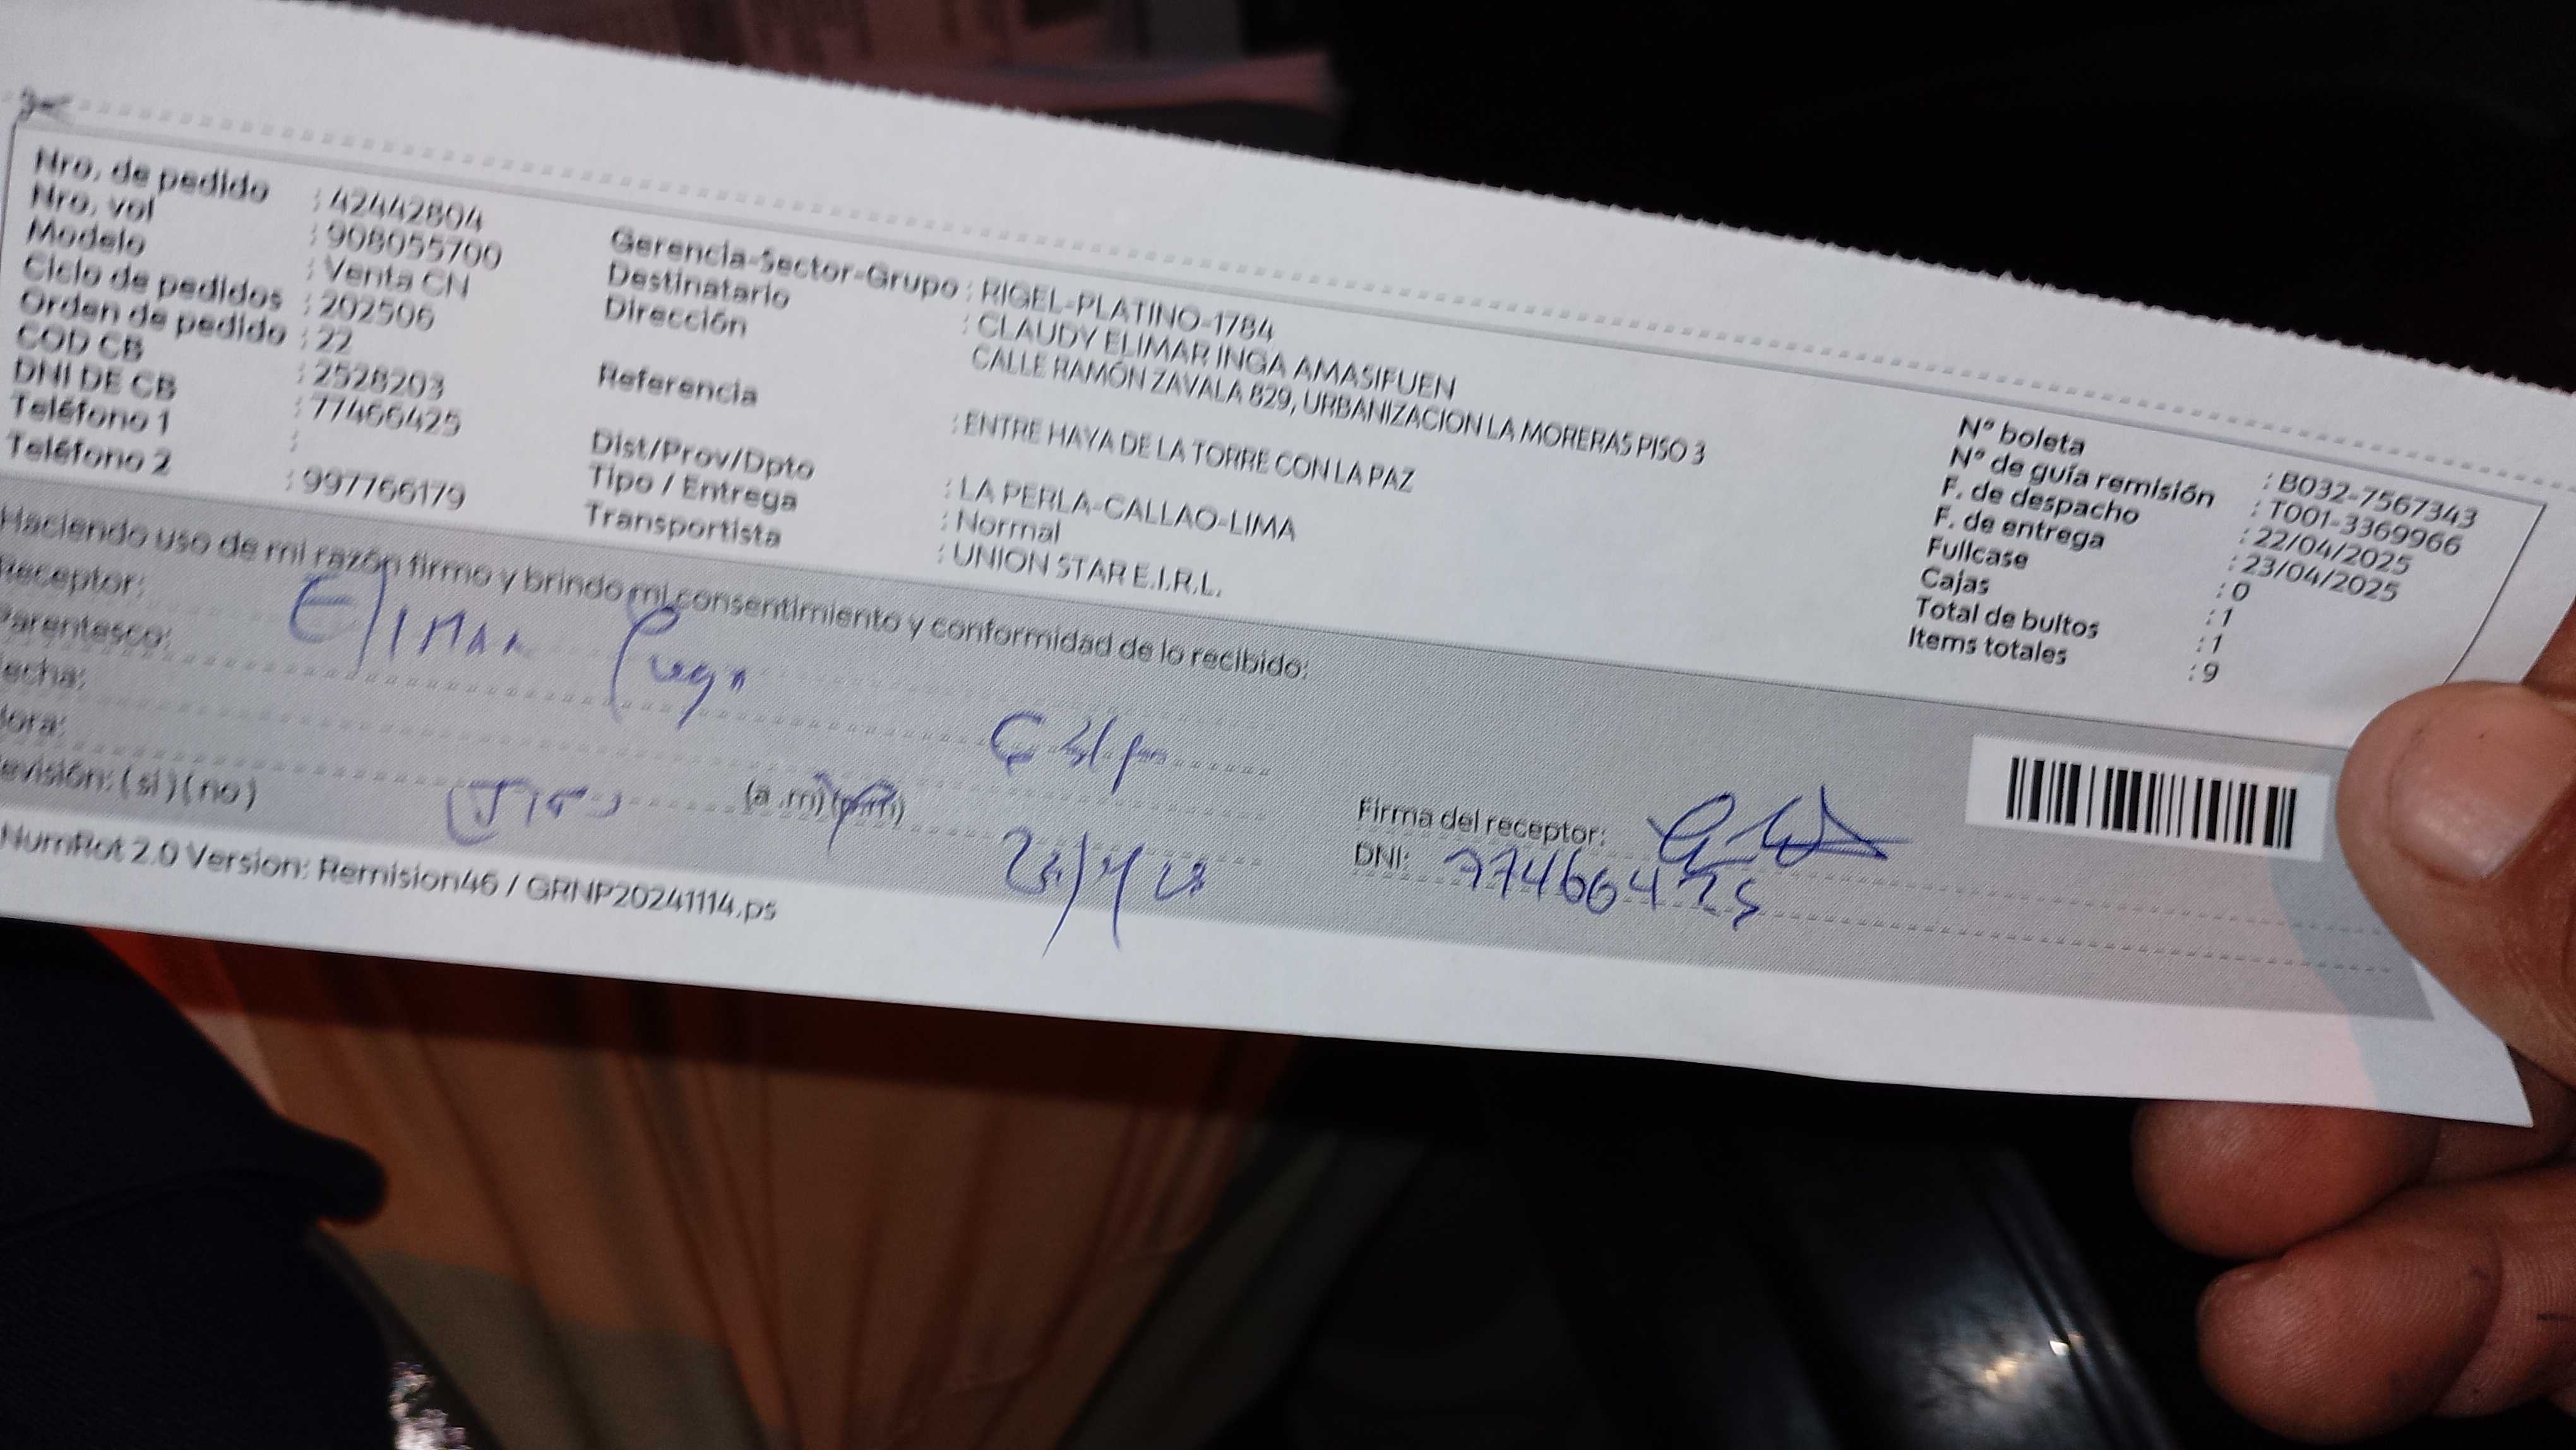 Nro. de pedido : 42442804
Nro. vol : 908055700
Modelo : Venta CN
Ciclo de pedidos : 202506
Orden de pedido : 22
COD CB : 2528203
DNI DE CB : 77466425
Teléfono 1 :
Teléfono 2 : 997766179
Gerencia-Sector-Grupo : RIGEL-PLATINO-1784
Destinatario : CLAUDY ELIMAR INGA AMASIFUEN
Dirección CALLE RAMÓN ZAVALA 829, URBANIZACION LA MORERAS PISO 3
Referencia : ENTRE HAYA DE LA TORRE CON LA PAZ
Dist/Prov/Dpto : LA PERLA-CALLAO-LIMA
Tipo / Entrega : Normal
Transportista : UNION STAR E.I.R.L.
N° boleta : B032-7567343
N° de guía remisión : T001-3369966
F. de despacho : 22/04/2025
F. de entrega : 23/04/2025
Fullcase : 0
Cajas : 1
Total de bultos : 1
Items totales : 9
Haciendo uso de mi razón firmo y brindo mi consentimiento y conformidad de lo recibido:
Receptor: Elimar Inga
Parentesco:
echa:
ora:
(a .m) (p.m)
evisión: ( si ) ( no )
Firma del receptor:
DNI: 77466425
NumRot 2.0 Version: Remision46 / GRNP20241114.ps